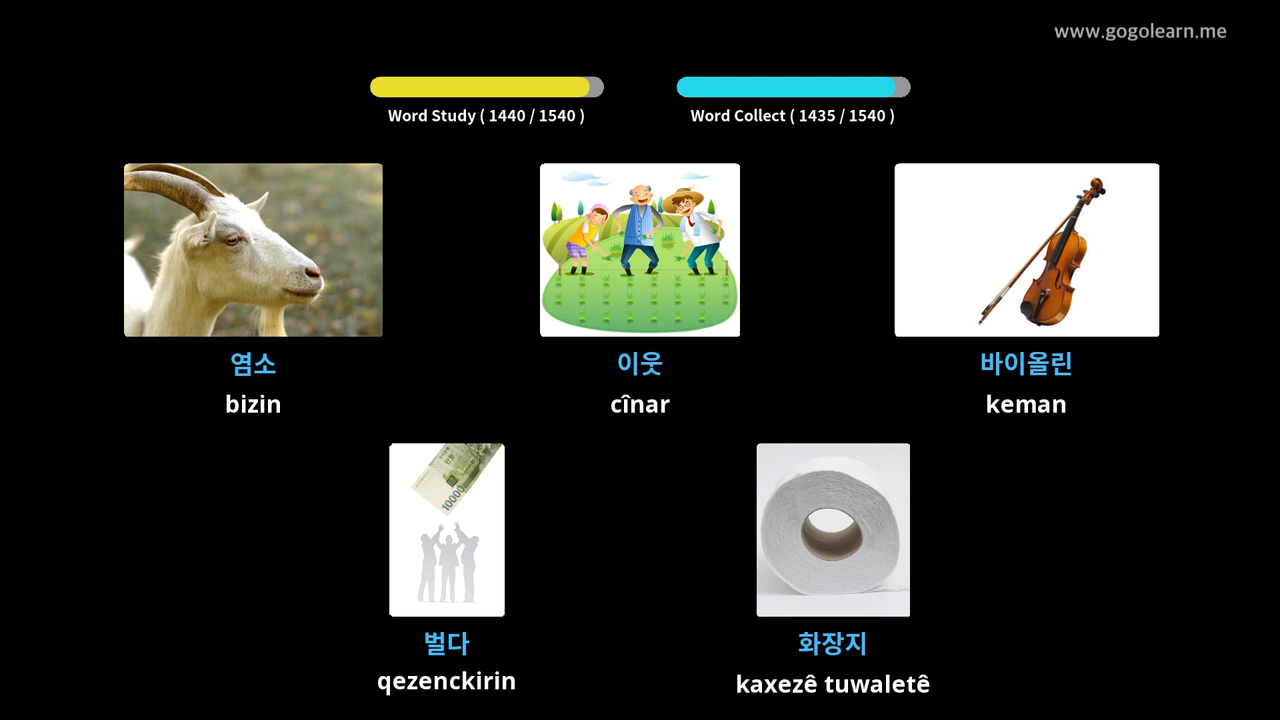 www.gogolearn.me
Word Study ( 1440 / 1540 )
Word Collect ( 1435 / 1540 )
염소
이웃
바이올린
bizin
cînar
keman
10000
벌다
화장지
qezenckirin
kaxezê tuwaletê